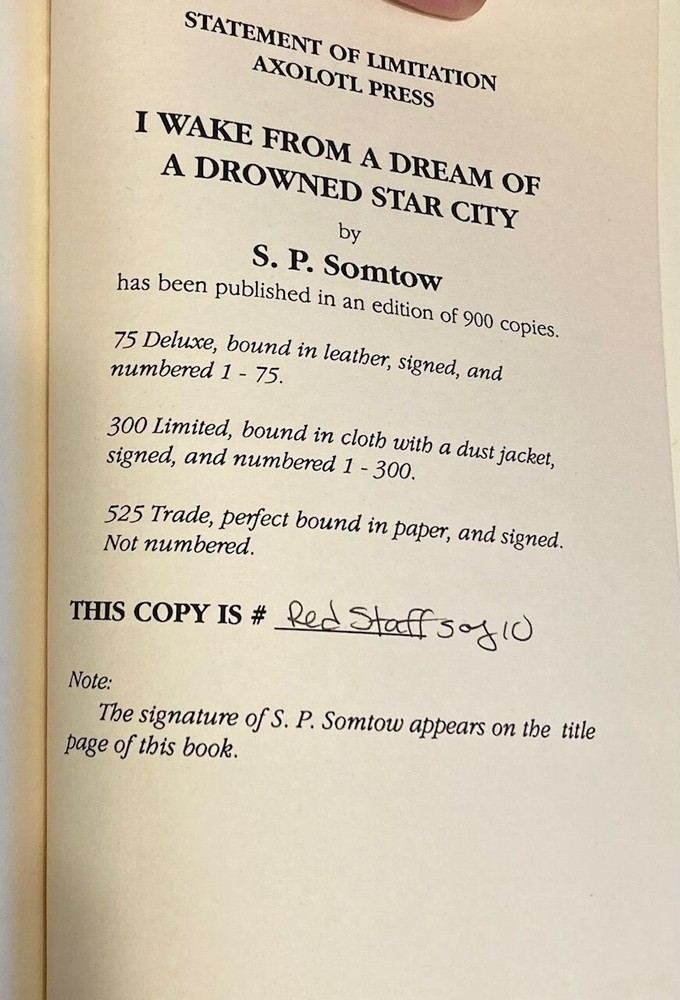 STATEMENT OF LIMITATION
AXOLOTL PRESS
I WAKE FROM A DREAM OF
A DROWNED STAR CITY
by
S. P. Somtow
has been published in an edition of 900 copies.
75 Deluxe, bound in leather, signed, and
numbered 1 - 75.
300 Limited, bound in cloth with a dust jacket,
signed, and numbered 1 - 300.
525 Trade, perfect bound in paper, and signed.
Not numbered.
THIS COPY IS # Red Staff 5 of 10
Note:
The signature of S. P. Somtow appears on the title
page of this book.